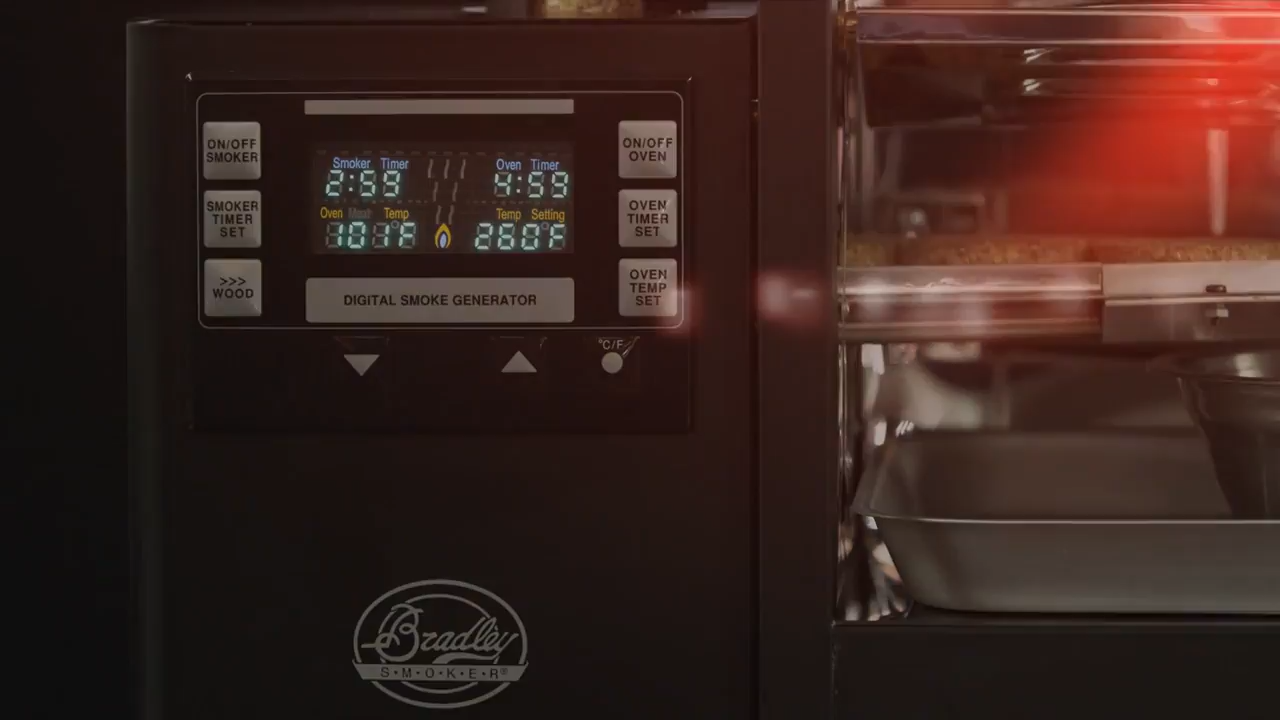 ON/OFF
SMOKER
SMOKER
TIMER
SET
>>>
WOOD
Smoker Timer
2:59
Oven Timer
4:59
Oven Meat Temp
101°F
Temp Setting
260°F
DIGITAL SMOKE GENERATOR
ON/OFF
OVEN
OVEN
TIMER
SET
OVEN
TEMP
SET
°C/F
Bradley
S•M•O•K•E•R®